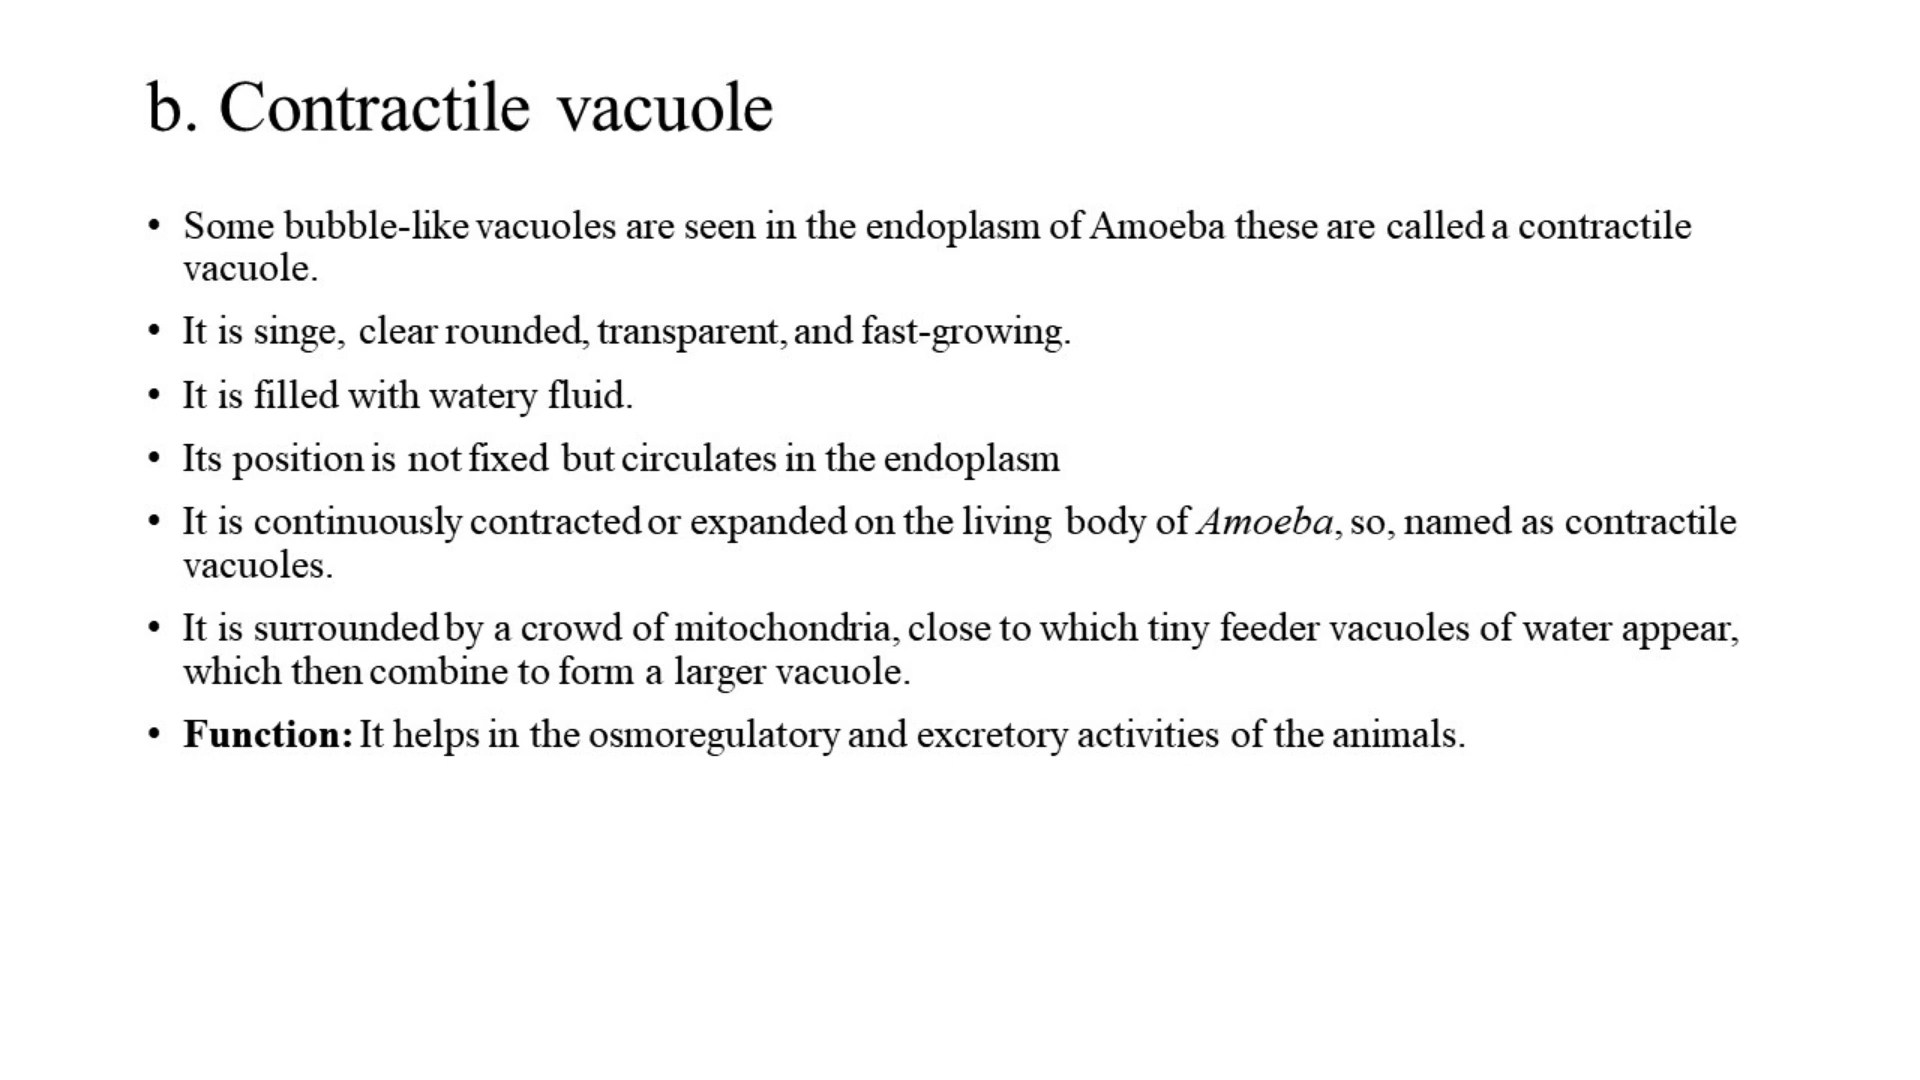 b. Contractile vacuole
• Some bubble-like vacuoles are seen in the endoplasm of Amoeba these are called a contractile
vacuole.
• It is singe, clear rounded, transparent, and fast-growing.
• It is filled with watery fluid.
• Its position is not fixed but circulates in the endoplasm
• It is continuously contracted or expanded on the living body of Amoeba, so, named as contractile
vacuoles.
• It is surrounded by a crowd of mitochondria, close to which tiny feeder vacuoles of water appear,
which then combine to form a larger vacuole.
• Function: It helps in the osmoregulatory and excretory activities of the animals.